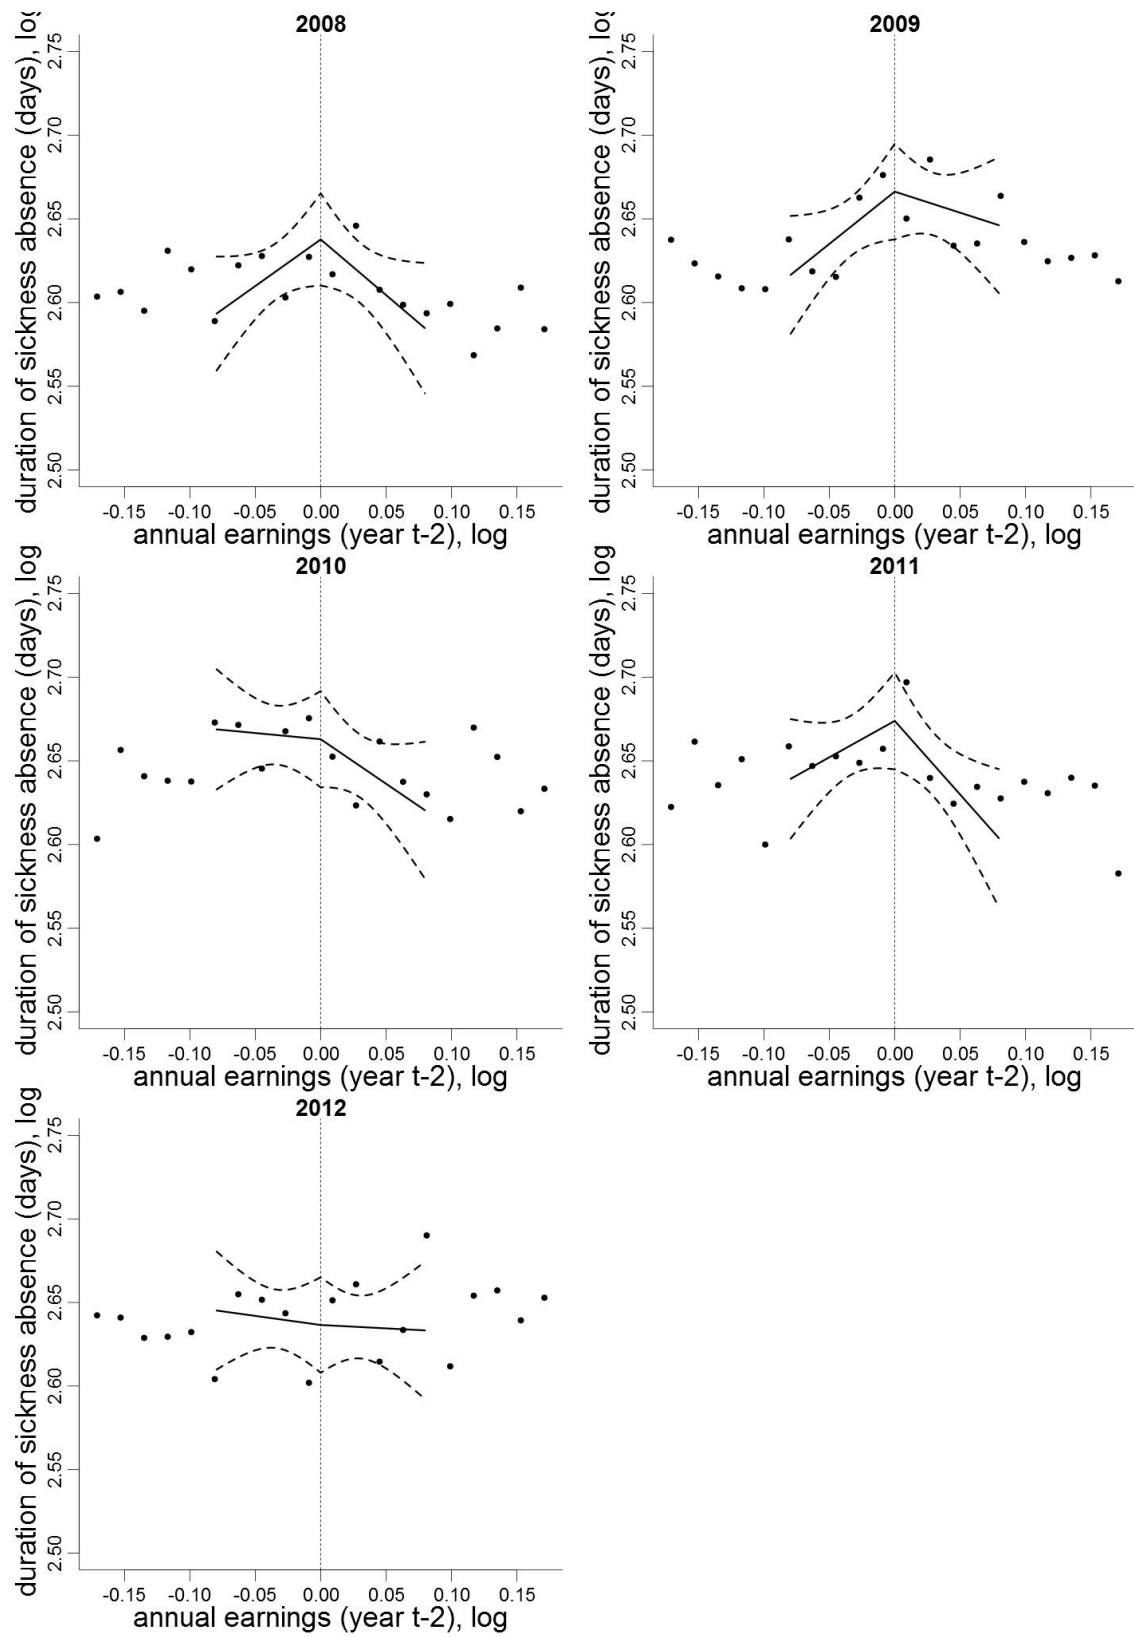 2008
duration of sickness absence (days), log
2.75
2.70
2.65
2.60
2.55
2.50
-0.15 -0.10 -0.05 0.00 0.05 0.10 0.15
annual earnings (year t-2), log
2009
duration of sickness absence (days), log
2.75
2.70
2.65
2.60
2.55
2.50
-0.15 -0.10 -0.05 0.00 0.05 0.10 0.15
annual earnings (year t-2), log
2010
duration of sickness absence (days), log
2.75
2.70
2.65
2.60
2.55
2.50
-0.15 -0.10 -0.05 0.00 0.05 0.10 0.15
annual earnings (year t-2), log
2011
duration of sickness absence (days), log
2.75
2.70
2.65
2.60
2.55
2.50
-0.15 -0.10 -0.05 0.00 0.05 0.10 0.15
annual earnings (year t-2), log
2012
duration of sickness absence (days), log
2.75
2.70
2.65
2.60
2.55
2.50
-0.15 -0.10 -0.05 0.00 0.05 0.10 0.15
annual earnings (year t-2), log